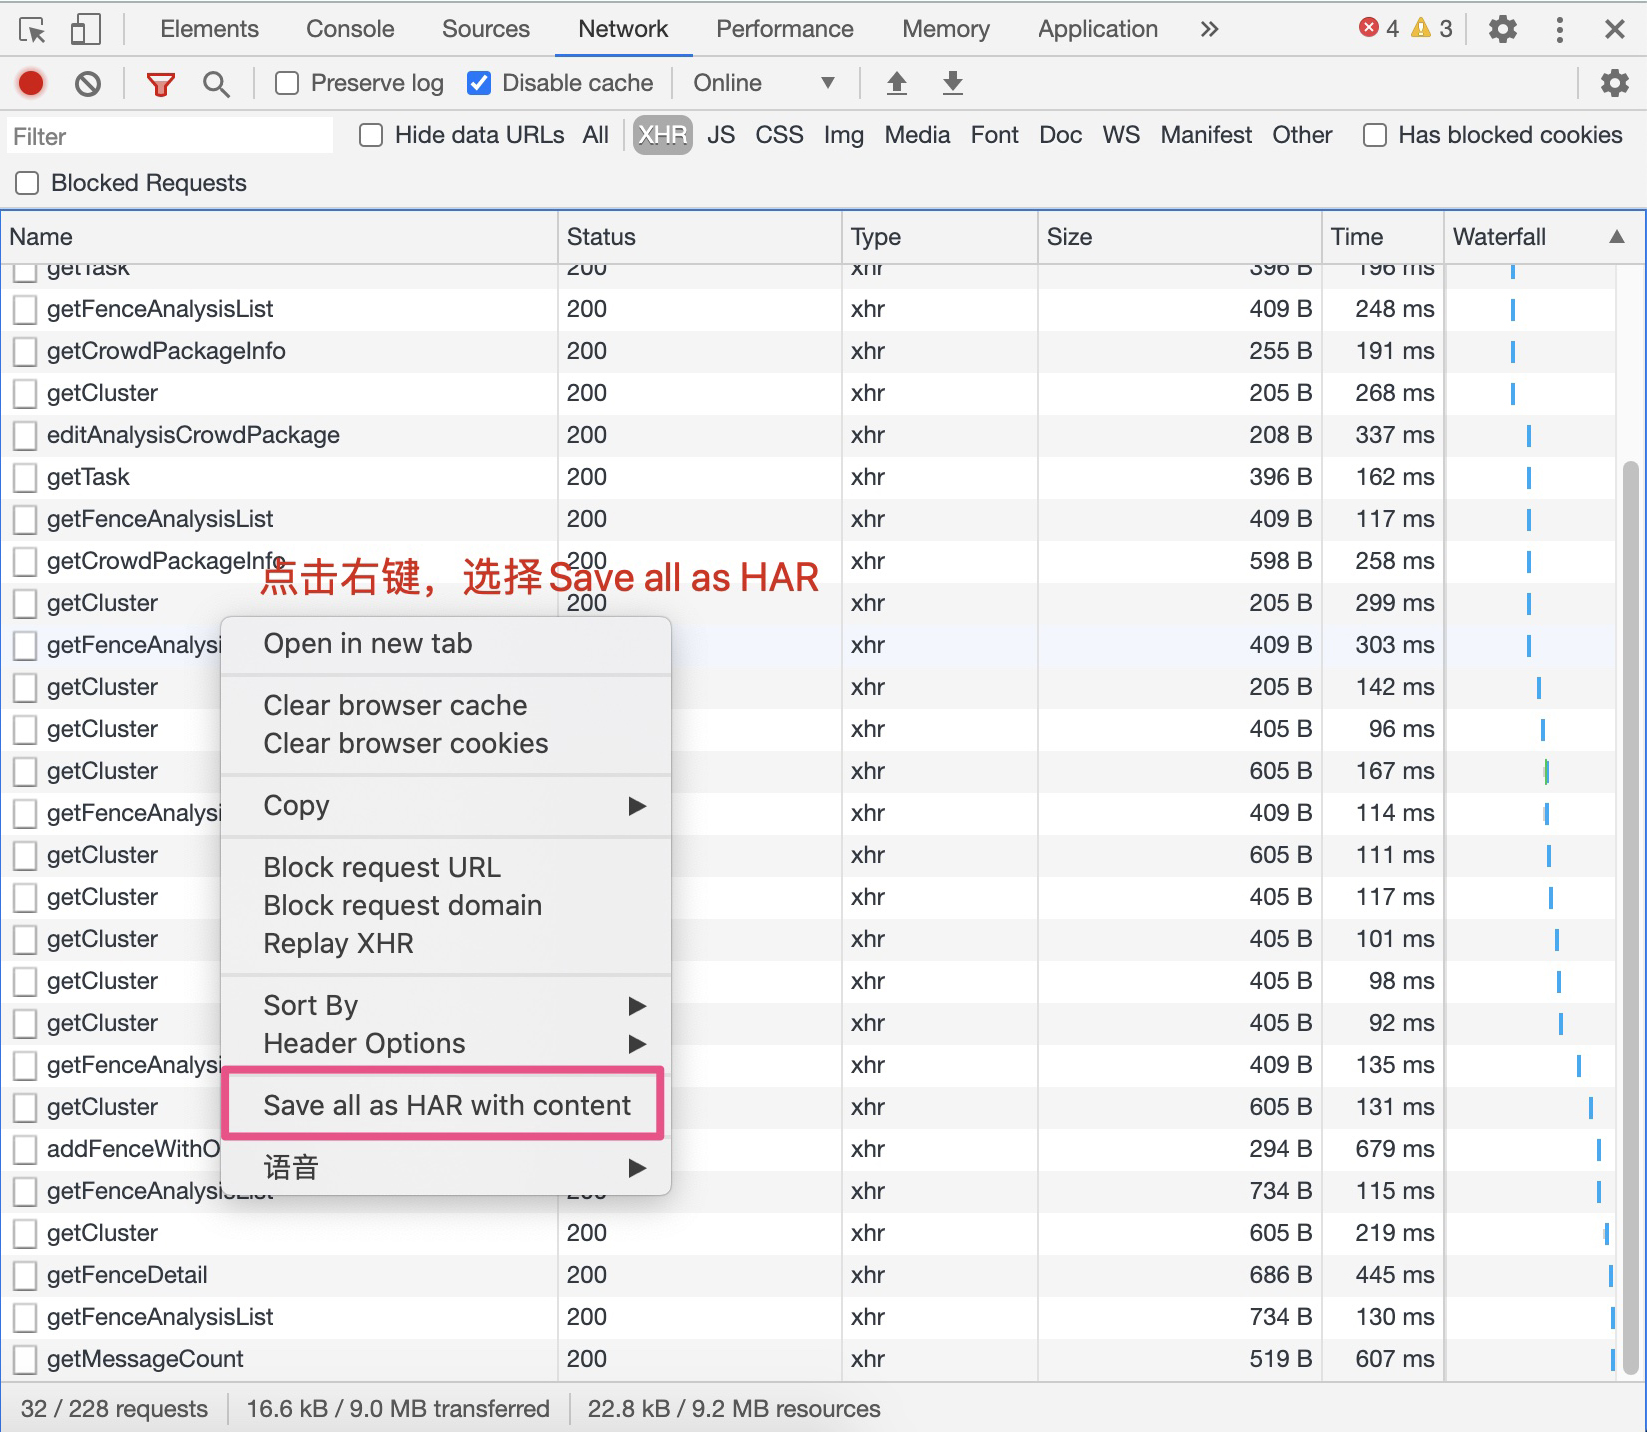 Elements Console Sources Network Performance Memory Application » 4 3
Preserve log Disable cache Online
Filter Hide data URLs All XHR JS CSS Img Media Font Doc WS Manifest Other Has blocked cookies
Blocked Requests
Name Status Type Size Time Waterfall
getTask 200 xhr 396 B 196 ms
getFenceAnalysisList 200 xhr 409 B 248 ms
getCrowdPackageInfo 200 xhr 255 B 191 ms
getCluster 200 xhr 205 B 268 ms
editAnalysisCrowdPackage 200 xhr 208 B 337 ms
getTask 200 xhr 396 B 162 ms
getFenceAnalysisList 200 xhr 409 B 117 ms
getCrowdPackageInfo 200 xhr 598 B 258 ms
点击右键，选择Save all as HAR
getCluster 200 xhr 205 B 299 ms
getFenceAnalysi xhr 409 B 303 ms
getCluster xhr 205 B 142 ms
getCluster xhr 405 B 96 ms
getCluster xhr 605 B 167 ms
getFenceAnalysi xhr 409 B 114 ms
getCluster xhr 605 B 111 ms
getCluster xhr 405 B 117 ms
getCluster xhr 405 B 101 ms
getCluster xhr 405 B 98 ms
getCluster xhr 405 B 92 ms
getFenceAnalysi xhr 409 B 135 ms
getCluster xhr 605 B 131 ms
addFenceWithO xhr 294 B 679 ms
getFenceAnalysisList 200 xhr 734 B 115 ms
getCluster 200 xhr 605 B 219 ms
getFenceDetail 200 xhr 686 B 445 ms
getFenceAnalysisList 200 xhr 734 B 130 ms
getMessageCount 200 xhr 519 B 607 ms
Open in new tab
Clear browser cache
Clear browser cookies
Copy
Block request URL
Block request domain
Replay XHR
Sort By
Header Options
Save all as HAR with content
语音
32 / 228 requests 16.6 kB / 9.0 MB transferred 22.8 kB / 9.2 MB resources